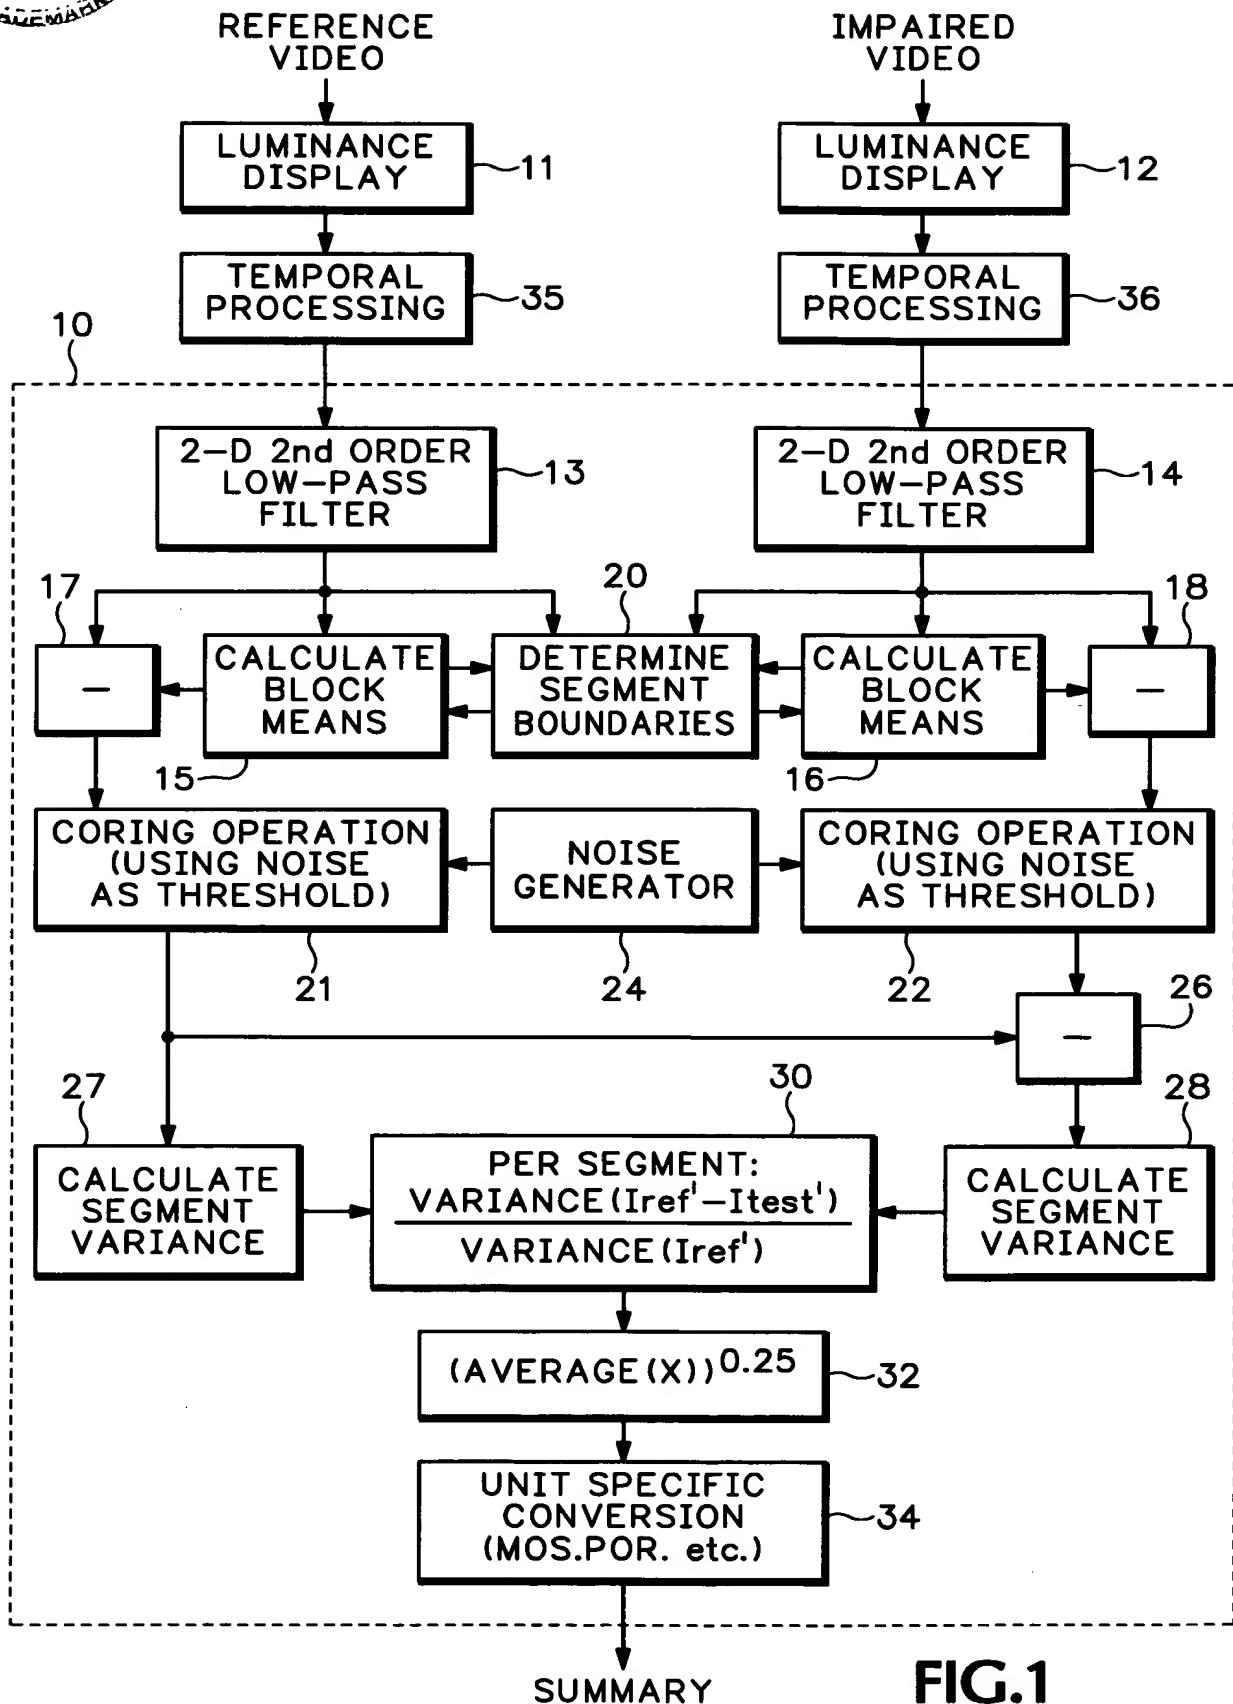 REFERENCE
VIDEO
IMPAIRED
VIDEO
LUMINANCE
DISPLAY
11
LUMINANCE
DISPLAY
12
TEMPORAL
PROCESSING
35
TEMPORAL
PROCESSING
36
10
2-D 2nd ORDER
LOW-PASS
FILTER
13
2-D 2nd ORDER
LOW-PASS
FILTER
14
17
20
18
−
CALCULATE
BLOCK
MEANS
DETERMINE
SEGMENT
BOUNDARIES
CALCULATE
BLOCK
MEANS
−
15
16
CORING OPERATION
(USING NOISE
AS THRESHOLD)
NOISE
GENERATOR
CORING OPERATION
(USING NOISE
AS THRESHOLD)
21
24
22
26
−
27
30
28
CALCULATE
SEGMENT
VARIANCE
PER SEGMENT:
VARIANCE(Iref'-Itest')
VARIANCE(Iref')
CALCULATE
SEGMENT
VARIANCE
(AVERAGE(X))0.25
32
UNIT SPECIFIC
CONVERSION
(MOS.POR. etc.)
34
SUMMARY
FIG.1